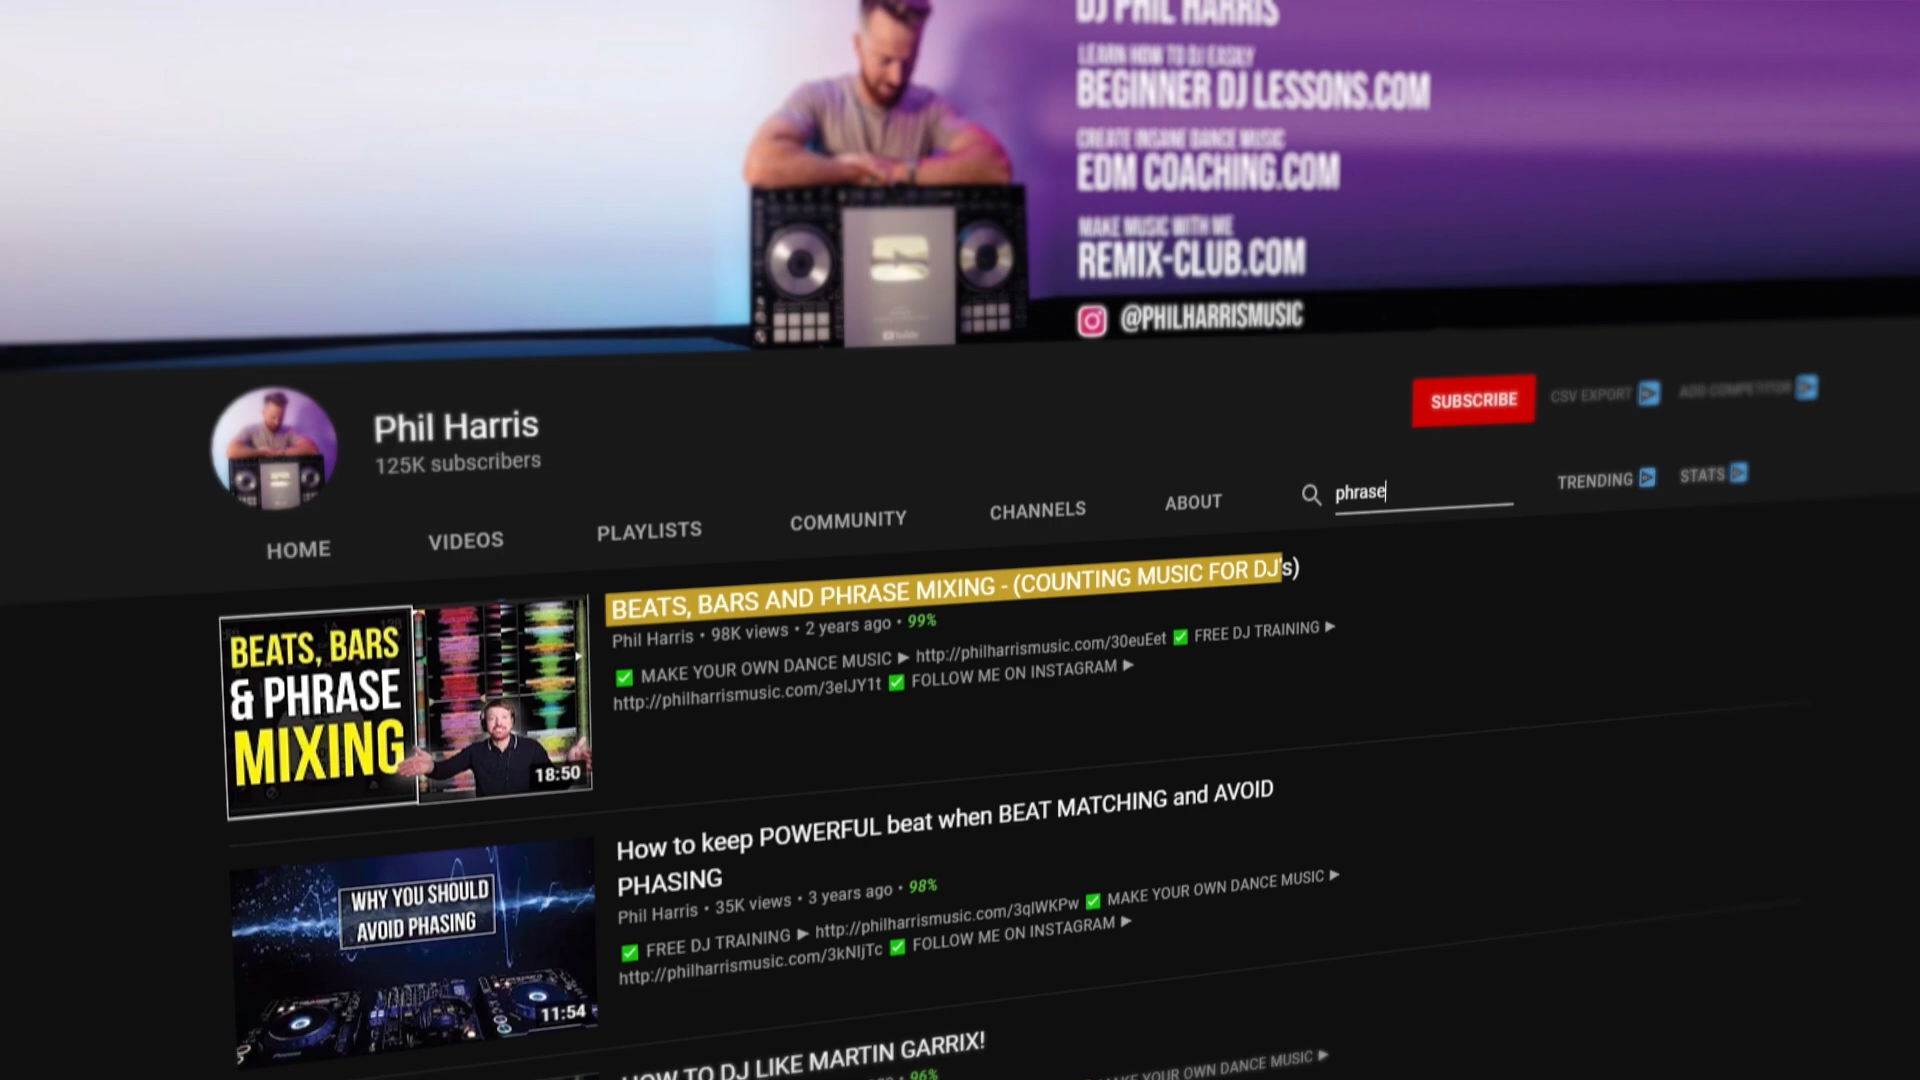 DJ PHIL HARRIS
LEARN HOW TO DJ EASILY
BEGINNER DJ LESSONS.COM
CREATE INSANE DANCE MUSIC
EDM COACHING.COM
MAKE MUSIC WITH ME
REMIX-CLUB.COM
@PHILHARRISMUSIC
Phil Harris
125K subscribers
SUBSCRIBE
CSV EXPORT
ADD COMPETITOR
HOME
VIDEOS
PLAYLISTS
COMMUNITY
CHANNELS
ABOUT
phrase
TRENDING
STATS
BEATS, BARS
& PHRASE
MIXING
18:50
BEATS, BARS AND PHRASE MIXING - (COUNTING MUSIC FOR DJ's)
Phil Harris • 98K views • 2 years ago • 99%
✅ MAKE YOUR OWN DANCE MUSIC ► http://philharrismusic.com/30euEet ✅ FREE DJ TRAINING ►
http://philharrismusic.com/3elJY1t ✅ FOLLOW ME ON INSTAGRAM ►
WHY YOU SHOULD
AVOID PHASING
11:54
How to keep POWERFUL beat when BEAT MATCHING and AVOID
PHASING
Phil Harris • 35K views • 3 years ago • 98%
✅ FREE DJ TRAINING ► http://philharrismusic.com/3qlWKPw ✅ MAKE YOUR OWN DANCE MUSIC ►
http://philharrismusic.com/3kNIjTc ✅ FOLLOW ME ON INSTAGRAM ►
HOW TO DJ LIKE MARTIN GARRIX!
96%
MAKE YOUR OWN DANCE MUSIC ►